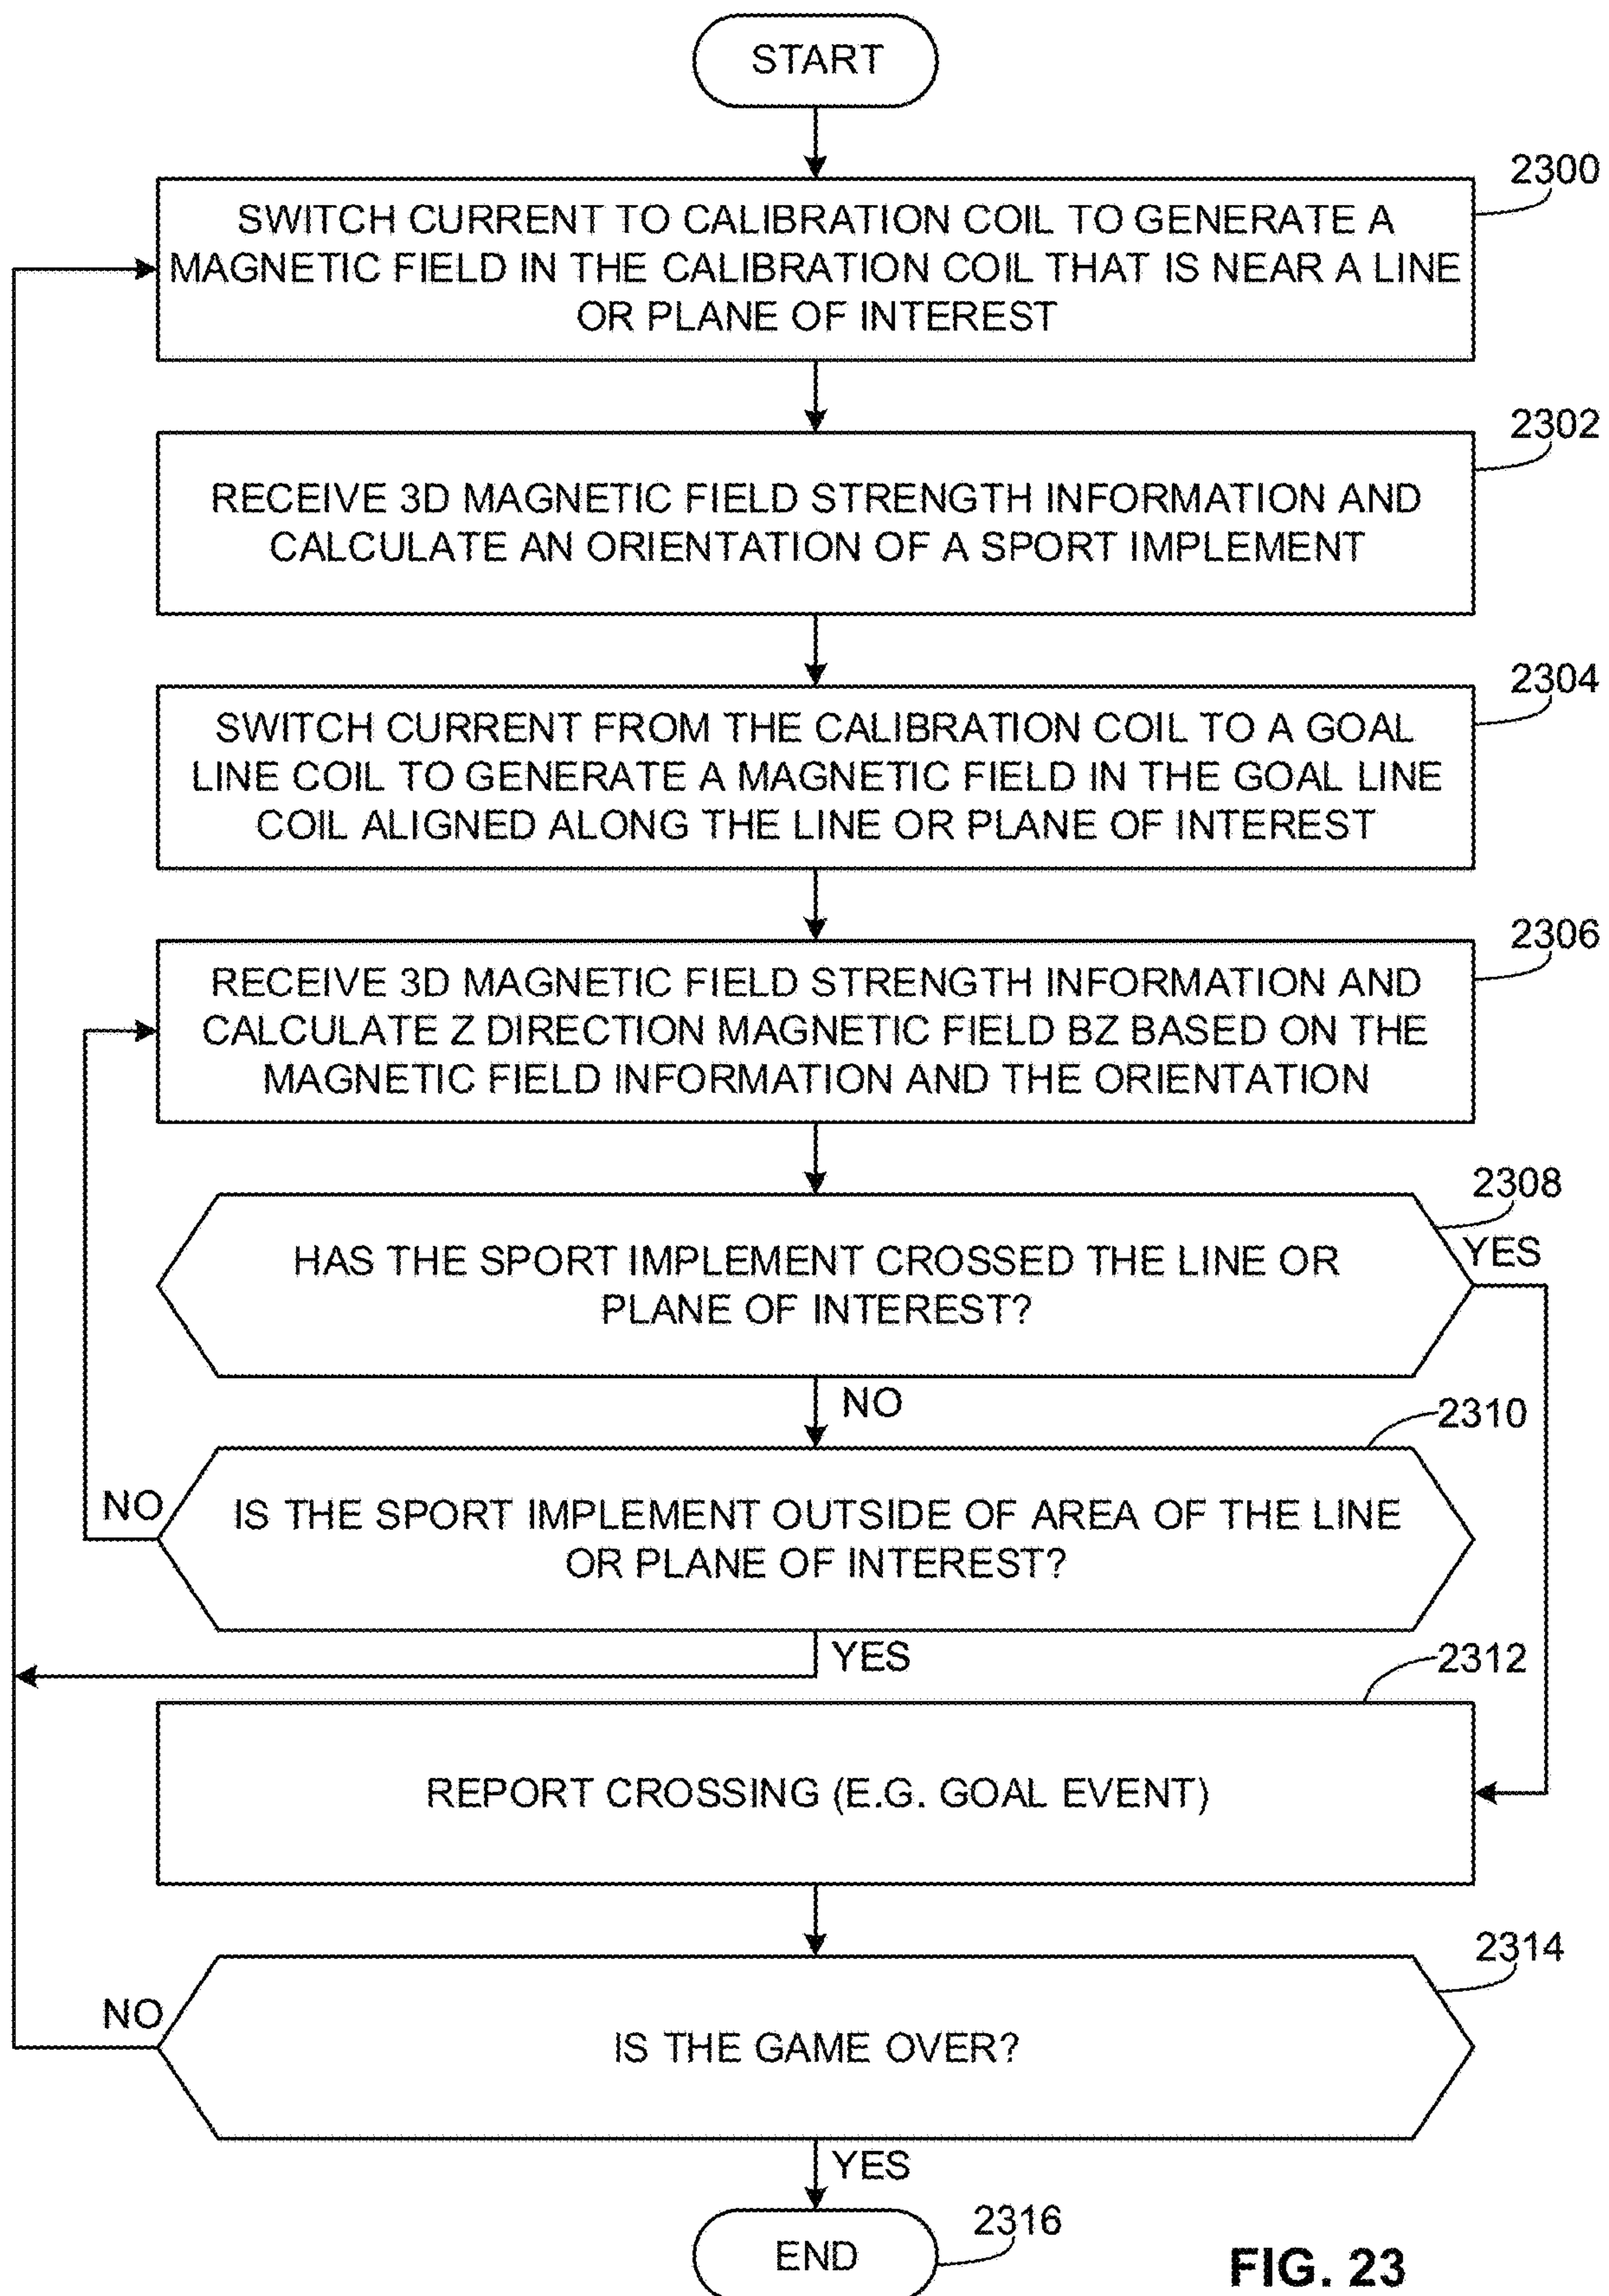 START
2300
SWITCH CURRENT TO CALIBRATION COIL TO GENERATE A
MAGNETIC FIELD IN THE CALIBRATION COIL THAT IS NEAR A LINE
OR PLANE OF INTEREST
2302
RECEIVE 3D MAGNETIC FIELD STRENGTH INFORMATION AND
CALCULATE AN ORIENTATION OF A SPORT IMPLEMENT
2304
SWITCH CURRENT FROM THE CALIBRATION COIL TO A GOAL
LINE COIL TO GENERATE A MAGNETIC FIELD IN THE GOAL LINE
COIL ALIGNED ALONG THE LINE OR PLANE OF INTEREST
2306
RECEIVE 3D MAGNETIC FIELD STRENGTH INFORMATION AND
CALCULATE Z DIRECTION MAGNETIC FIELD BZ BASED ON THE
MAGNETIC FIELD INFORMATION AND THE ORIENTATION
2308
YES
HAS THE SPORT IMPLEMENT CROSSED THE LINE OR
PLANE OF INTEREST?
NO
2310
NO
IS THE SPORT IMPLEMENT OUTSIDE OF AREA OF THE LINE
OR PLANE OF INTEREST?
YES
2312
REPORT CROSSING (E.G. GOAL EVENT)
2314
NO
IS THE GAME OVER?
YES
2316
END
FIG. 23